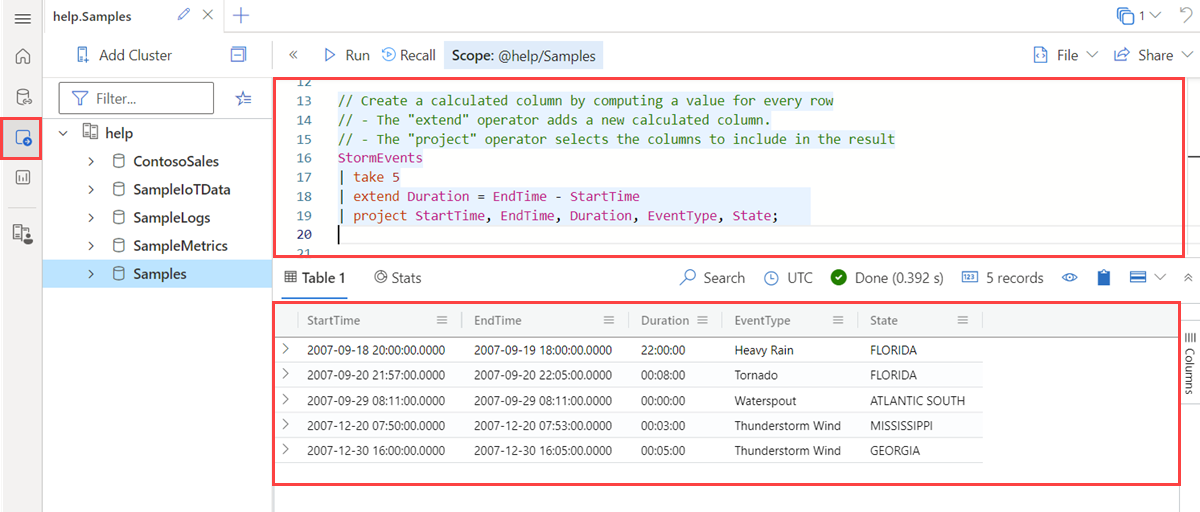 help.Samples
1
Add Cluster
Run Recall Scope: @help/Samples File Share
Filter...
help
ContosoSales
SampleIoTData
SampleLogs
SampleMetrics
Samples
12
13 // Create a calculated column by computing a value for every row
14 // - The "extend" operator adds a new calculated column.
15 // - The "project" operator selects the columns to include in the result
16 StormEvents
17 | take 5
18 | extend Duration = EndTime - StartTime
19 | project StartTime, EndTime, Duration, EventType, State;
20
21
Table 1 Stats Search UTC Done (0.392 s) 123 5 records
StartTime EndTime Duration EventType State
2007-09-18 20:00:00.0000 2007-09-19 18:00:00.0000 22:00:00 Heavy Rain FLORIDA
2007-09-20 21:57:00.0000 2007-09-20 22:05:00.0000 00:08:00 Tornado FLORIDA
2007-09-29 08:11:00.0000 2007-09-29 08:11:00.0000 00:00:00 Waterspout ATLANTIC SOUTH
2007-12-20 07:50:00.0000 2007-12-20 07:53:00.0000 00:03:00 Thunderstorm Wind MISSISSIPPI
2007-12-30 16:00:00.0000 2007-12-30 16:05:00.0000 00:05:00 Thunderstorm Wind GEORGIA
Columns